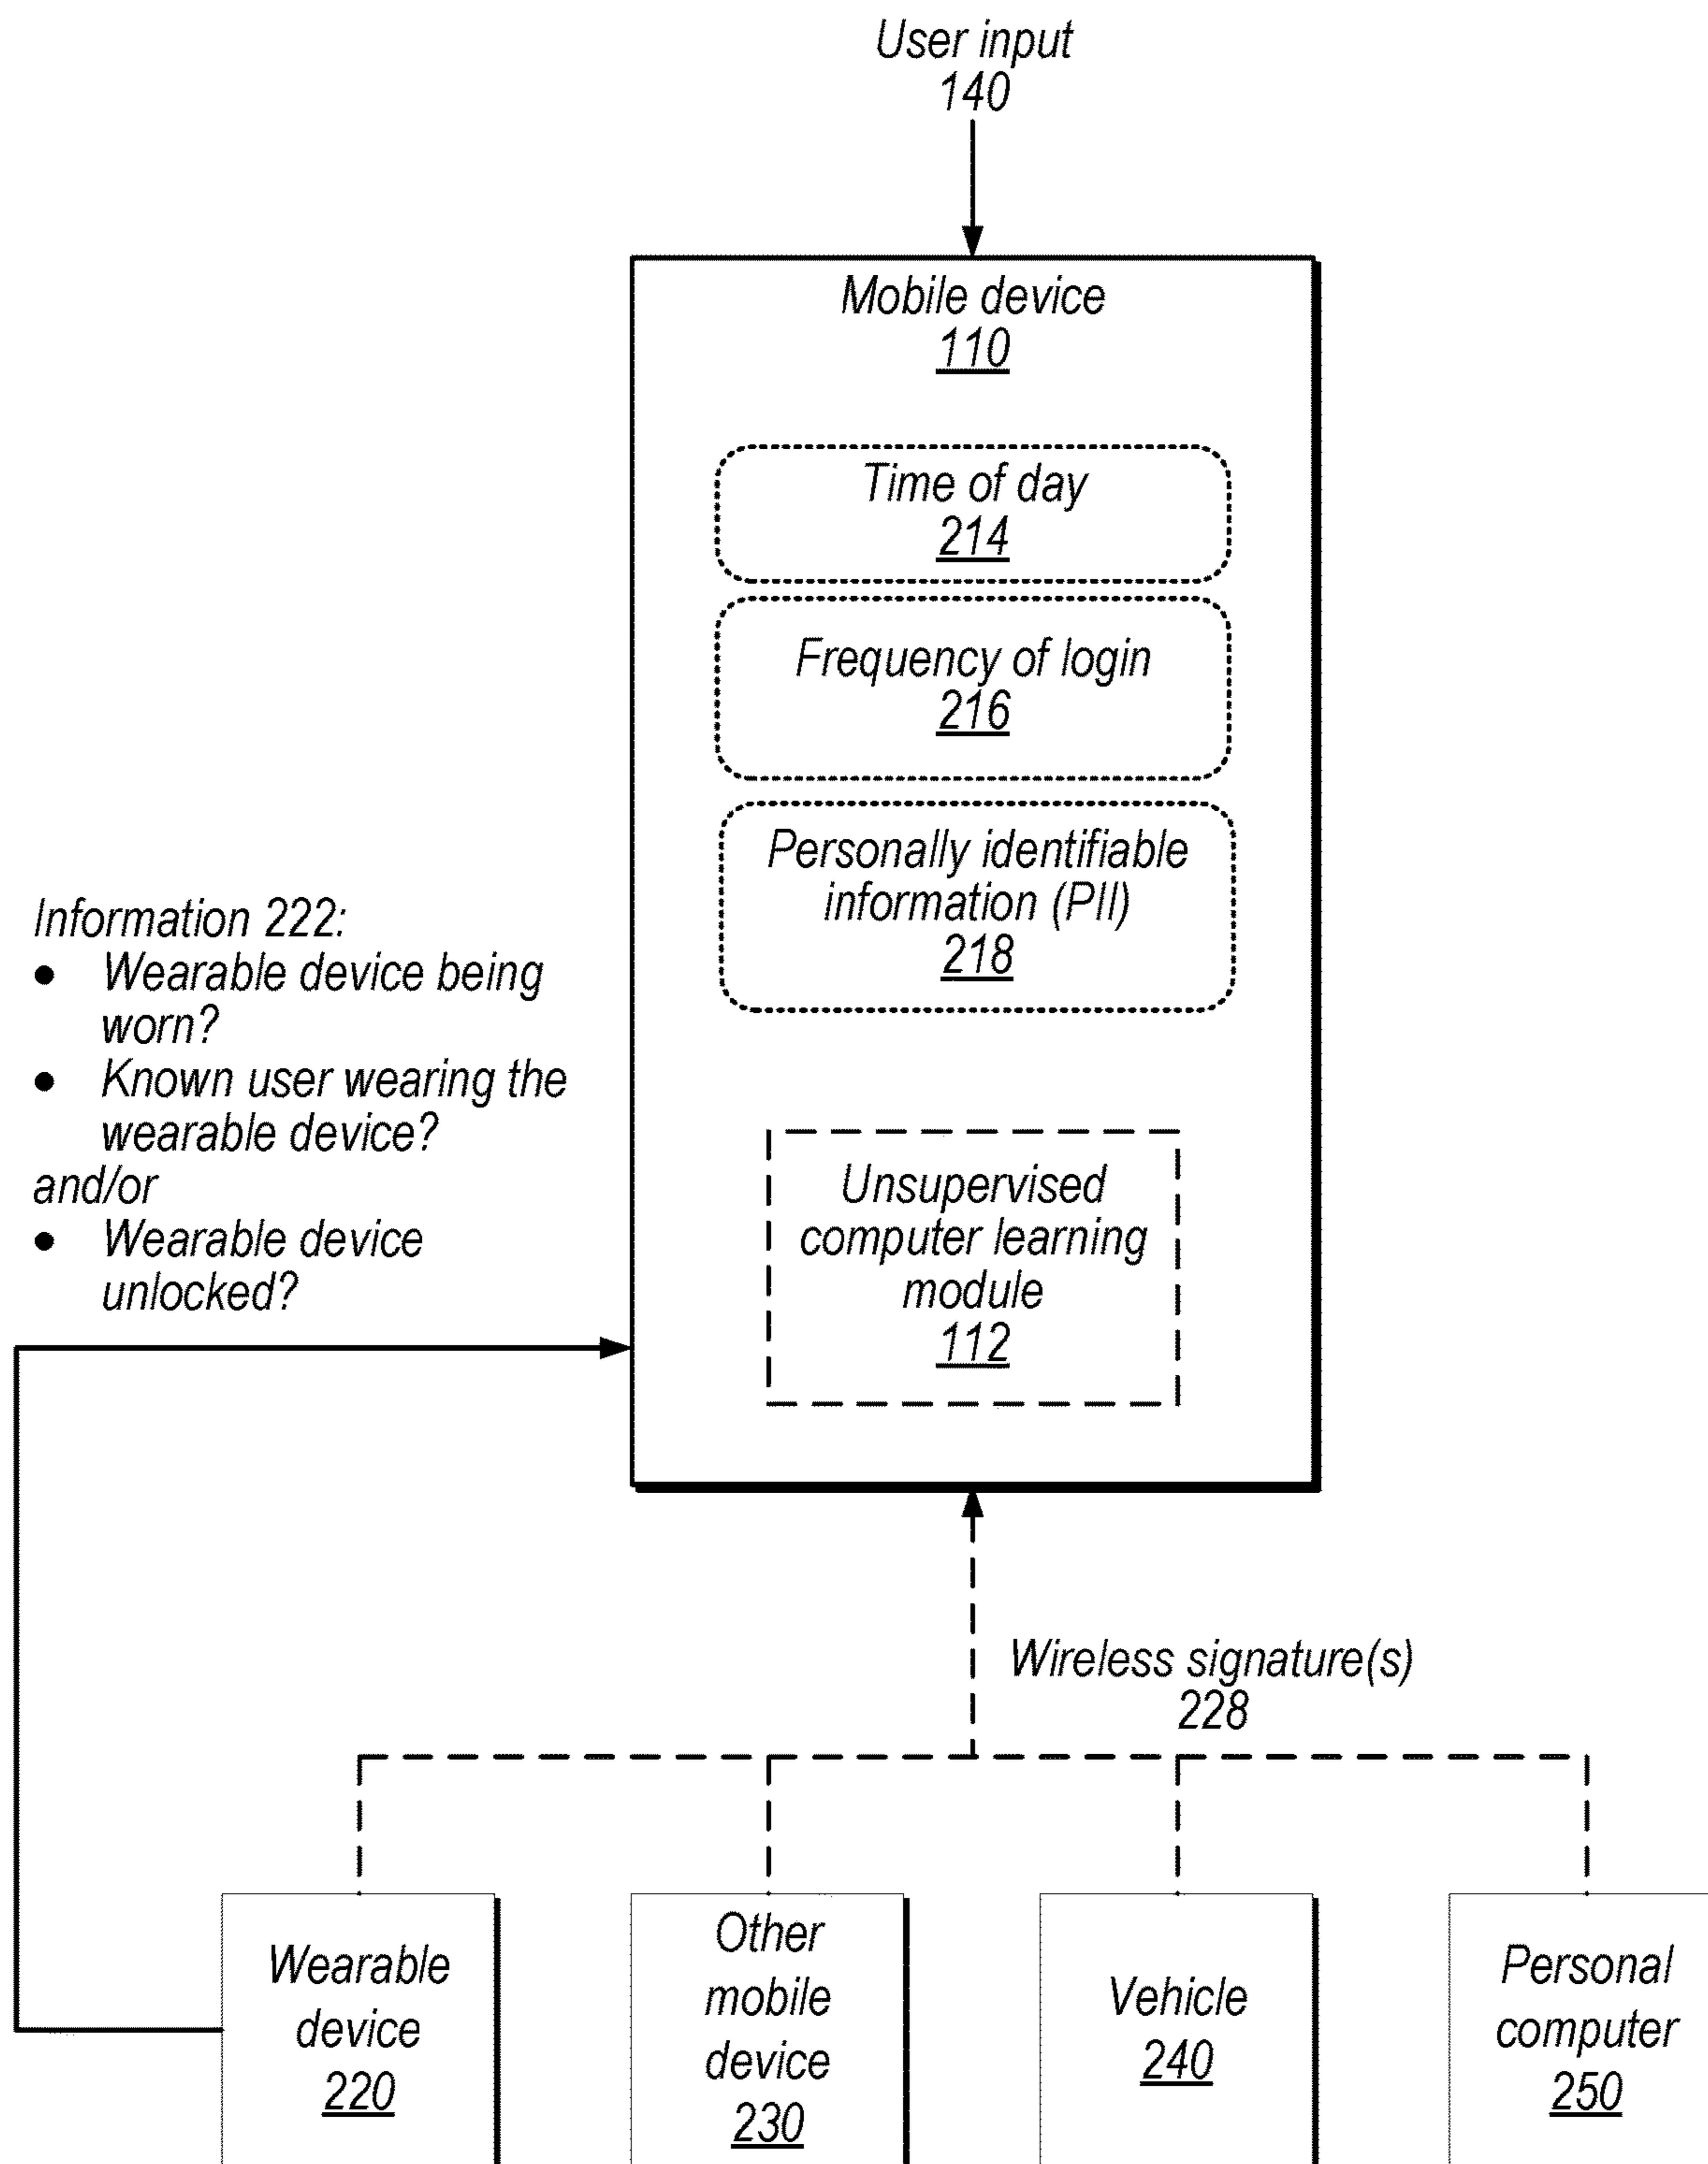 User input
140
Mobile device
110
Time of day
214
Frequency of login
216
Personally identifiable
information (PII)
218
Information 222:
• Wearable device being
worn?
• Known user wearing the
wearable device?
and/or
• Wearable device
unlocked?
Unsupervised
computer learning
module
112
Wireless signature(s)
228
Wearable
device
220
Other
mobile
device
230
Vehicle
240
Personal
computer
250